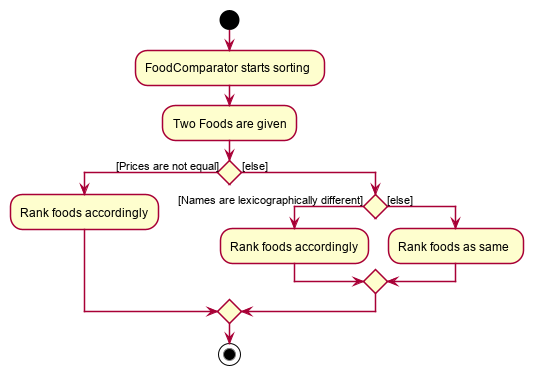 FoodComparator starts sorting
Two Foods are given
[Prices are not equal]
[else]
[Names are lexicographically different]
[else]
Rank foods accordingly
Rank foods accordingly
Rank foods as same